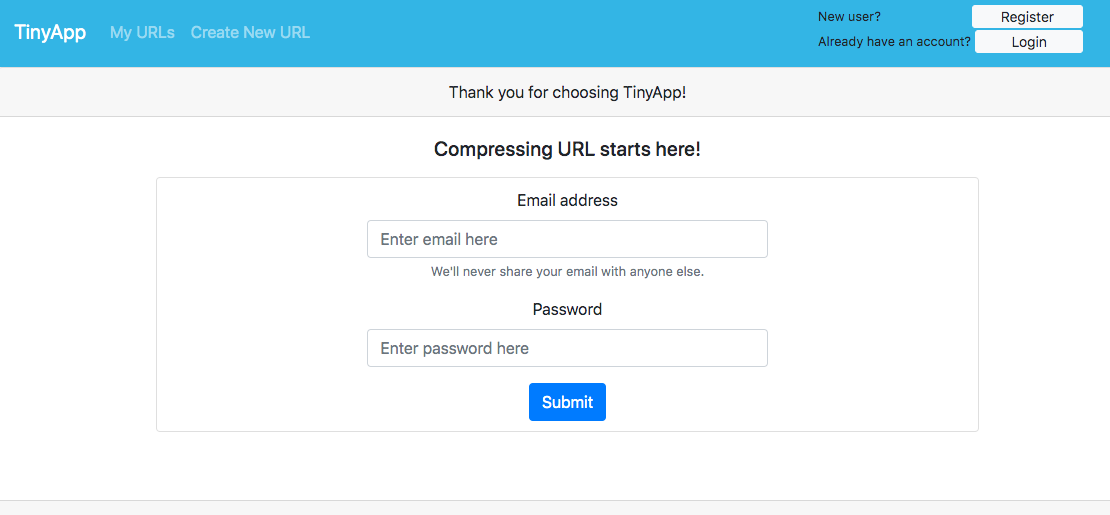 TinyApp My URLs Create New URL
New user? Register
Already have an account? Login
Thank you for choosing TinyApp!
Compressing URL starts here!
Email address
Enter email here
We'll never share your email with anyone else.
Password
Enter password here
Submit